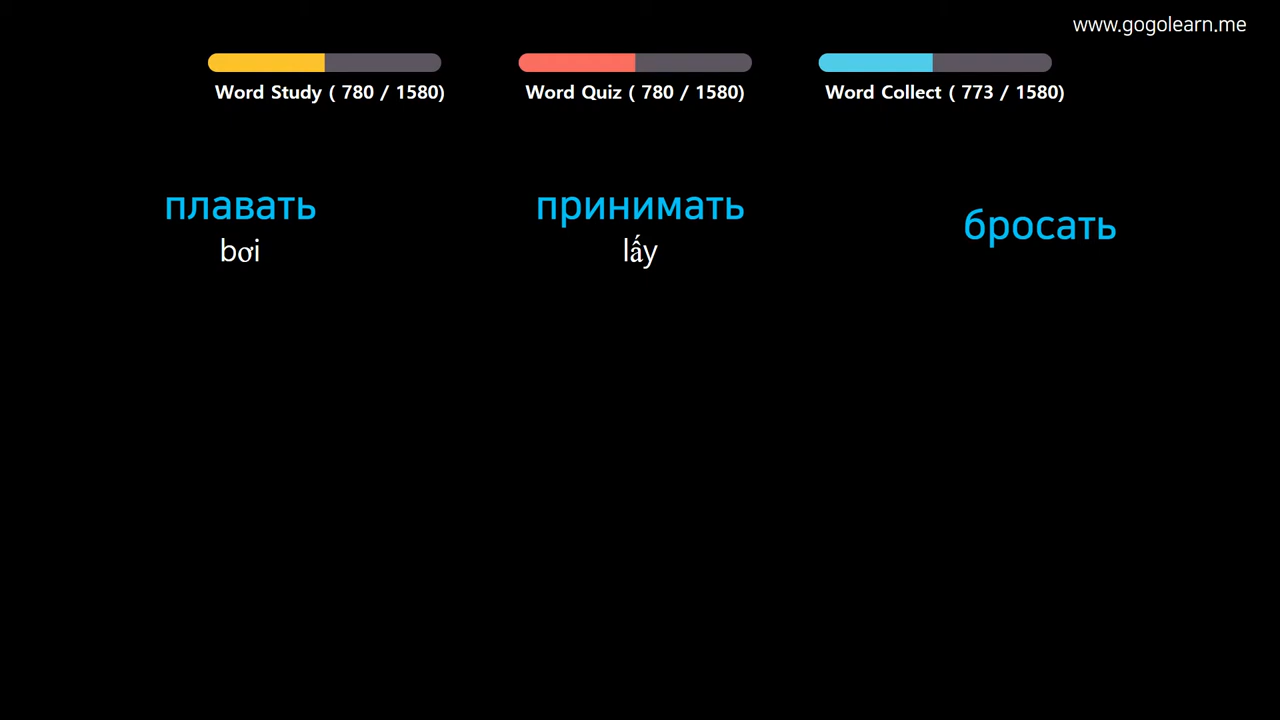 www.gogolearn.me
Word Study ( 780 / 1580)
Word Quiz ( 780 / 1580)
Word Collect ( 773 / 1580)
плавать
bơi
принимать
lấy
бросать